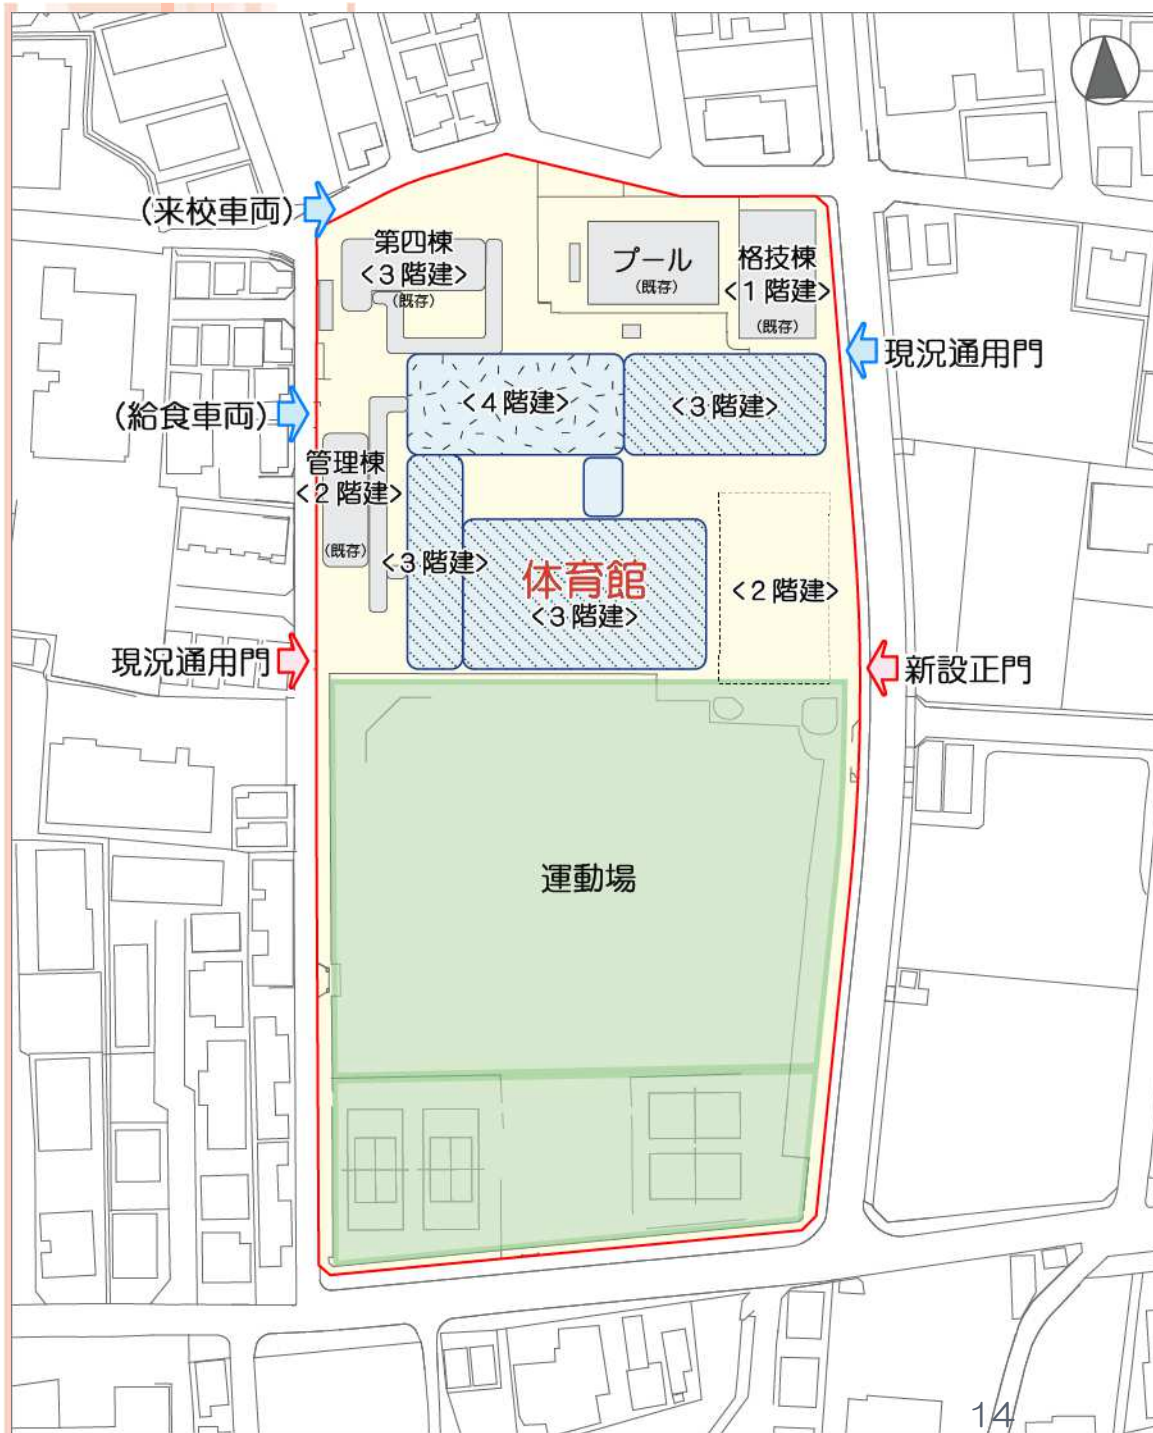 (来校車両)
第四棟
<3階建>
(既存)
プール
(既存)
格技棟
<1階建>
(既存)
現況通用門
<4階建>
<3階建>
(給食車両)
管理棟
<2階建>
(既存)
<3階建>
体育館
<3階建>
<2階建>
現況通用門
新設正門
運動場
14